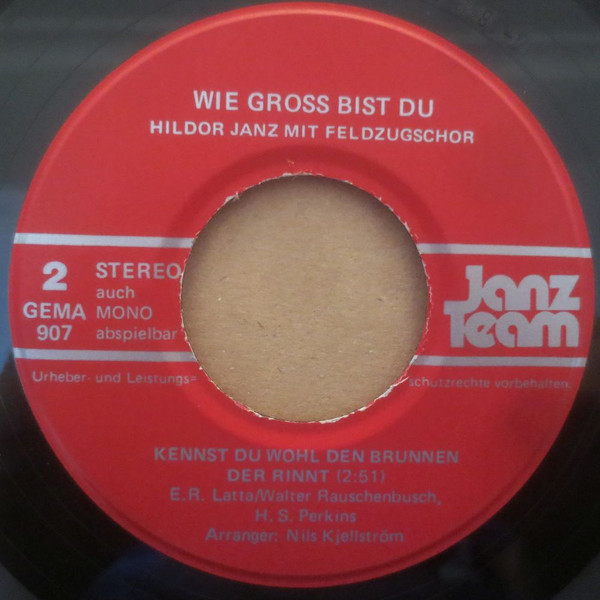 WIE GROSS BIST DU
HILDOR JANZ MIT FELDZUGSCHOR
2
GEMA
907
STEREO
auch
MONO
abspielbar
Janz
Team
Urheber- und Leistungs=
schutzrechte vorbehalten.
KENNST DU WOHL DEN BRUNNEN
DER RINNT (2:51)
E.R. Latta/Walter Rauschenbusch,
H. S. Perkins
Arranger: Nils Kjellström